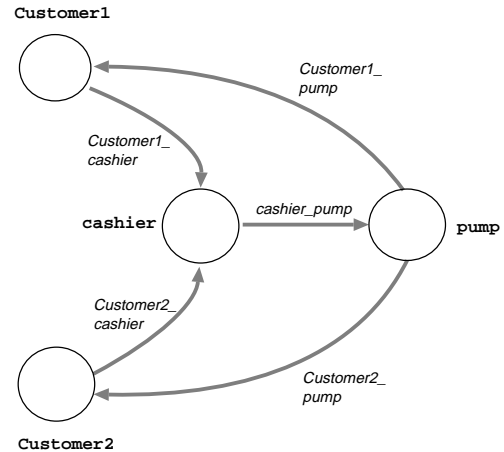 Customer1
Customer1_
pump
Customer1_
cashier
cashier
cashier_pump
pump
Customer2_
cashier
Customer2_
pump
Customer2